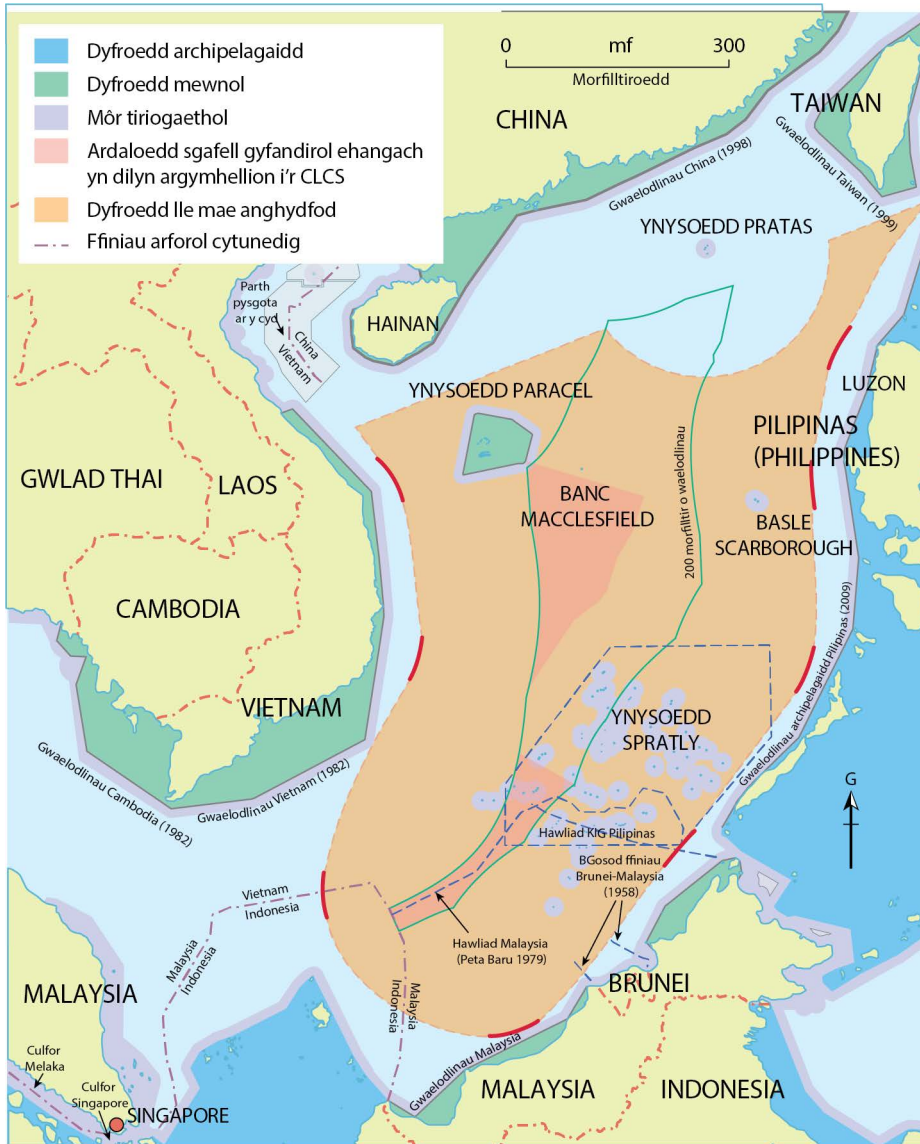 Dyfroedd archipelagaidd
Dyfroedd mewnol
Môr tiriogaethol
Ardaloedd sgafell gyfandirol ehangach
yn dilyn argymhellion i'r CLCS
Dyfroedd lle mae anghydfod
Ffiniau arforol cytunedig
0 mf 300
Morfilltiroedd
CHINA
TAIWAN
Gwaelodlinau China (1998)
Gwaelodlinau Taiwan (1999)
YNYSOEDD PRATAS
Parth
pysgota
ar y cyd
China
Vietnam
HAINAN
YNYSOEDD PARACEL
LUZON
PILIPINAS
(PHILIPPINES)
GWLAD THAI
LAOS
BANC
MACCLESFIELD
200 morfilltir o waelodlinau
BASLE
SCARBOROUGH
CAMBODIA
VIETNAM
Gwaelodlinau archipelagaidd Pilipinas (2009)
YNYSOEDD
SPRATLY
Gwaelodlinau Cambodia (1982)
Gwaelodlinau Vietnam (1982)
G
Hawliad KIG Pilipinas
BGosod ffiniau
Brunei-Malaysia
(1958)
Vietnam
Indonesia
Hawliad Malaysia
(Peta Baru 1979)
Malaysia
Indonesia
Malaysia
Indonesia
MALAYSIA
BRUNEI
Gwaelodlinau Malaysia
Culfor
Melaka
Culfor
Singapore
SINGAPORE
MALAYSIA
INDONESIA